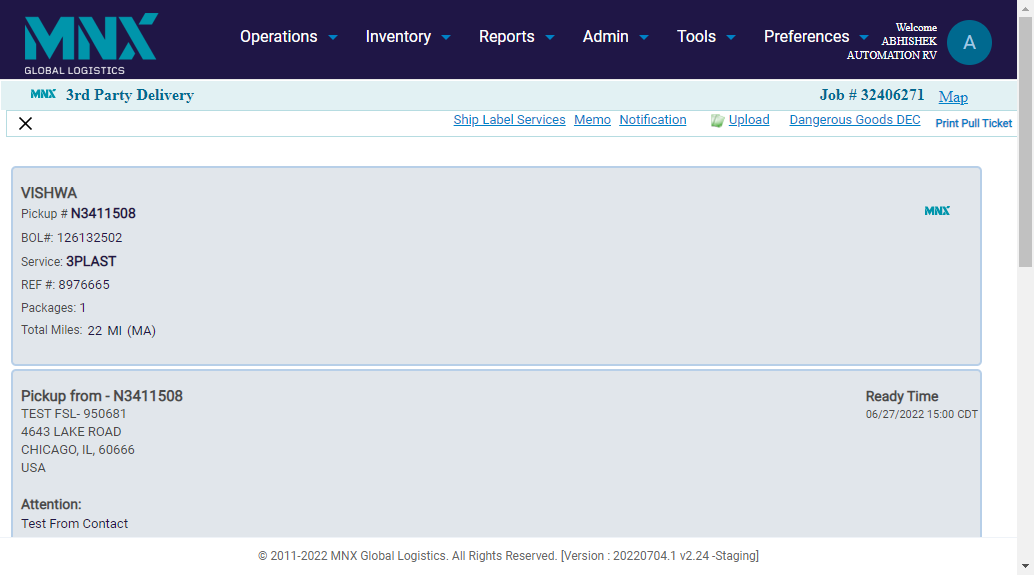 MNX
GLOBAL LOGISTICS
Operations Inventory Reports Admin Tools Preferences
Welcome
ABHISHEK
AUTOMATION RV
A
MNX 3rd Party Delivery Job # 32406271 Map
Ship Label Services Memo Notification Upload Dangerous Goods DEC Print Pull Ticket
VISHWA
Pickup # N3411508
MNX
BOL#: 126132502
Service: 3PLAST
REF #: 8976665
Packages: 1
Total Miles: 22 MI (MA)
Pickup from - N3411508 Ready Time
TEST FSL- 950681 06/27/2022 15:00 CDT
4643 LAKE ROAD
CHICAGO, IL, 60666
USA
Attention:
Test From Contact
© 2011-2022 MNX Global Logistics. All Rights Reserved. [Version : 20220704.1 v2.24 -Staging]